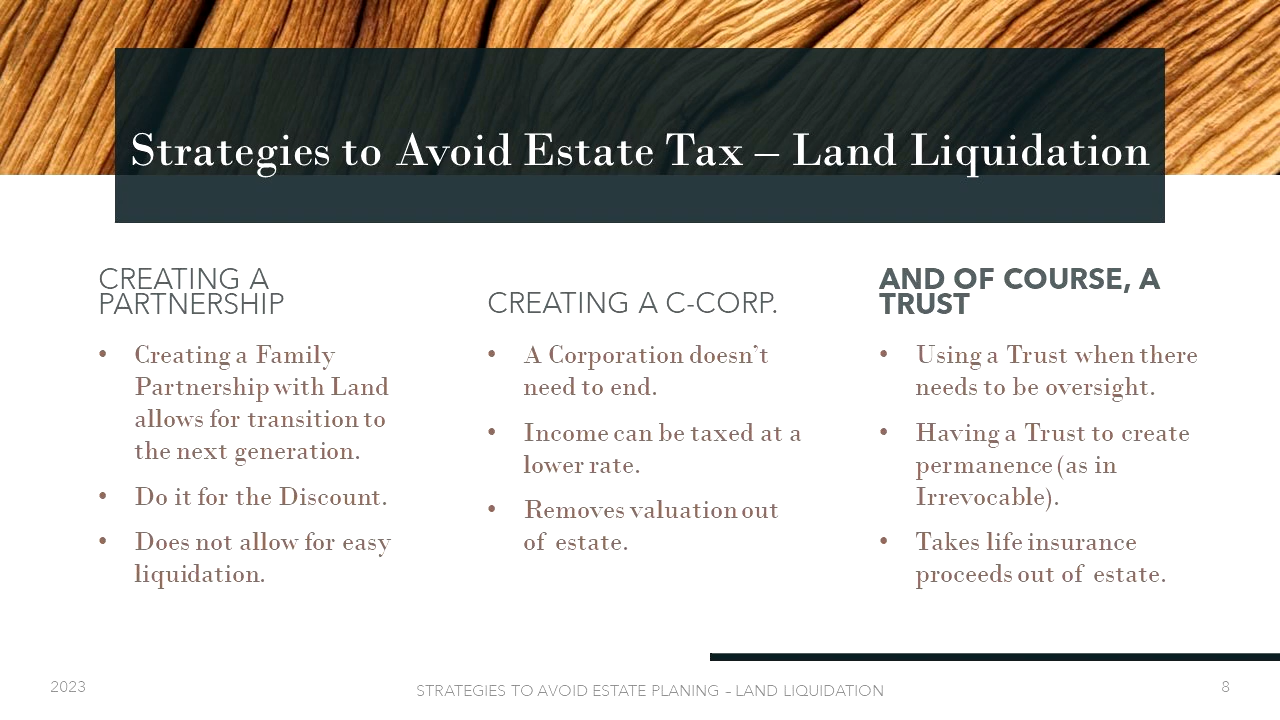 Strategies to Avoid Estate Tax – Land Liquidation
CREATING A
PARTNERSHIP
• Creating a Family
Partnership with Land
allows for transition to
the next generation.
• Do it for the Discount.
• Does not allow for easy
liquidation.
CREATING A C-CORP.
• A Corporation doesn’t
need to end.
• Income can be taxed at a
lower rate.
• Removes valuation out
of estate.
AND OF COURSE, A
TRUST
• Using a Trust when there
needs to be oversight.
• Having a Trust to create
permanence (as in
Irrevocable).
• Takes life insurance
proceeds out of estate.
2023
STRATEGIES TO AVOID ESTATE PLANING – LAND LIQUIDATION
8